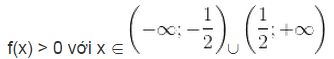 f(x) > 0 với x ∈ (-∞; -1/2) ∪ (1/2; +∞)